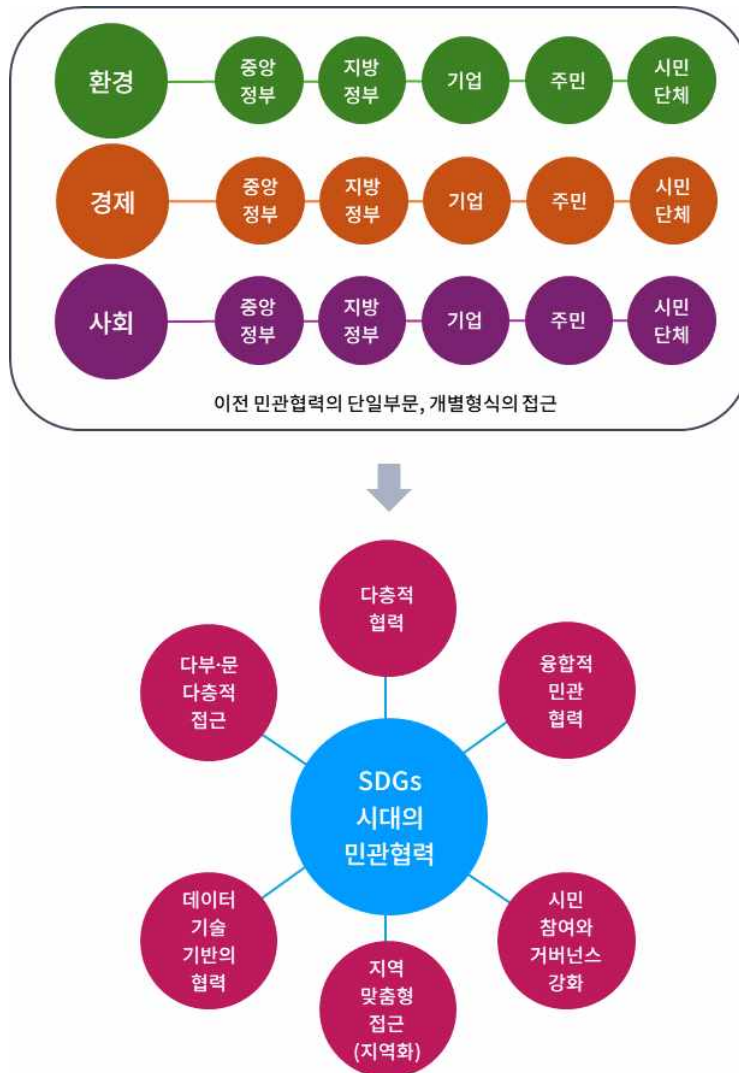 환경
중앙
정부
지방
정부
기업
주민
시민
단체
경제
중앙
정부
지방
정부
기업
주민
시민
단체
사회
중앙
정부
지방
정부
기업
주민
시민
단체
이전 민관협력의 단일부문, 개별형식의 접근
다층적
협력
다부·문
다층적
접근
융합적
민관
협력
SDGs
시대의
민관협력
데이터
기술
기반의
협력
시민
참여와
거버넌스
강화
지역
맞춤형
접근
(지역화)